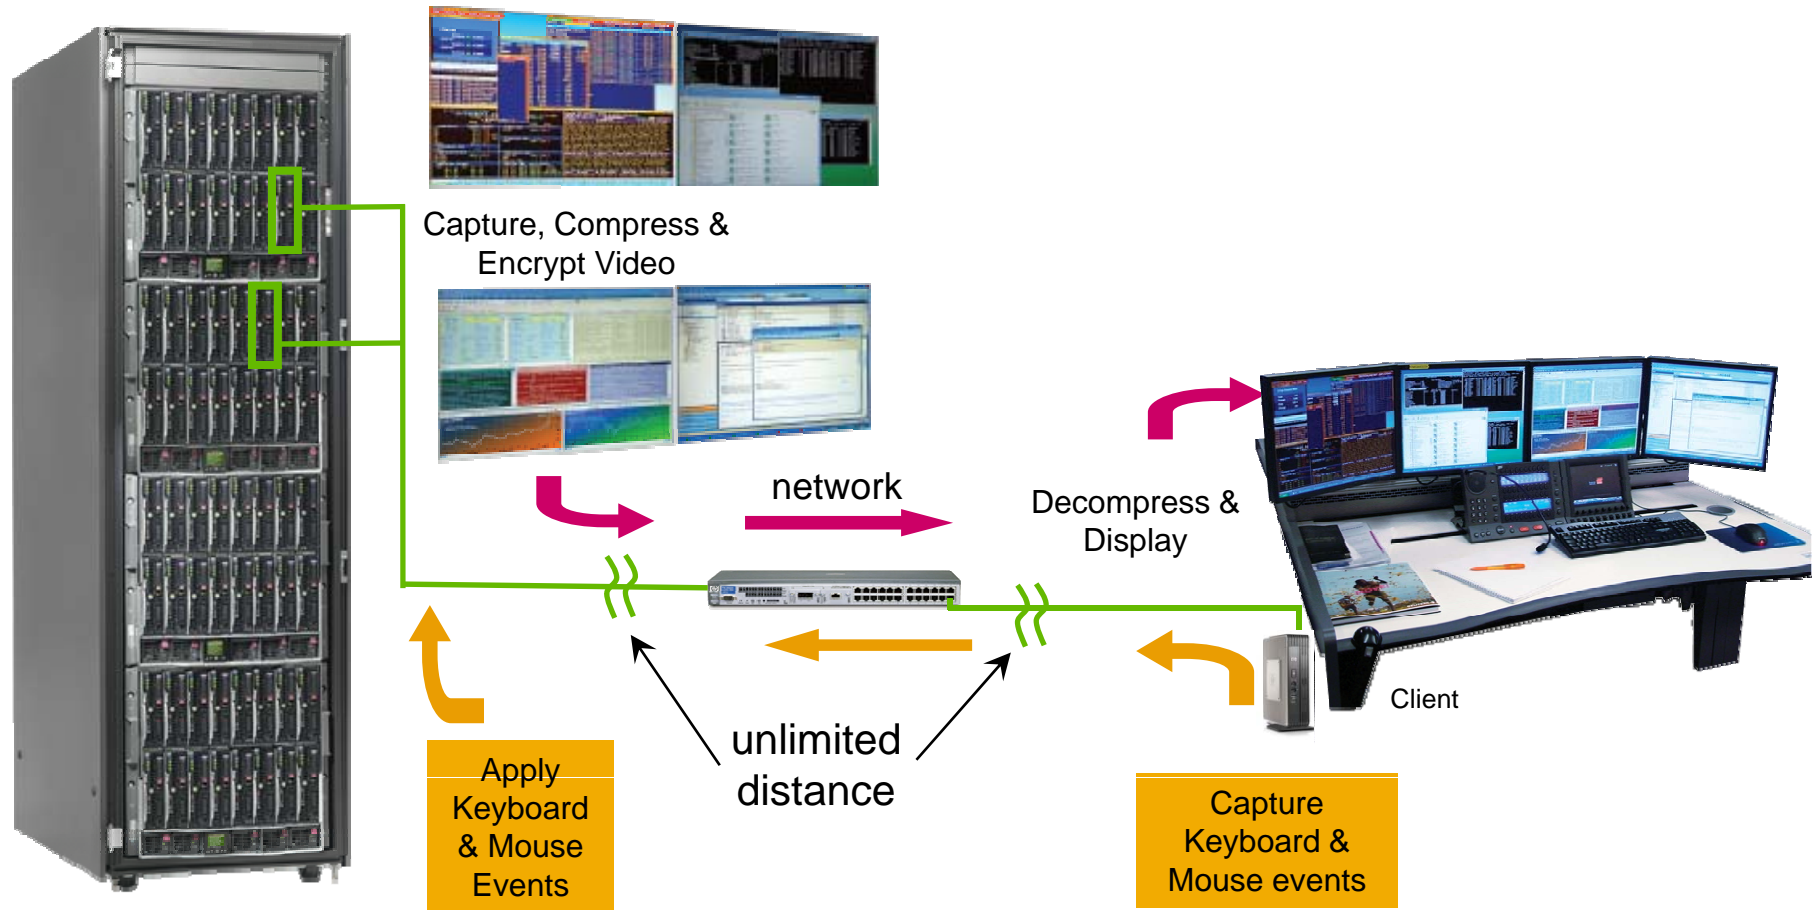 Capture, Compress &
Encrypt Video
network
Decompress &
Display
Client
unlimited
distance
Apply
Keyboard
& Mouse
Events
Capture
Keyboard &
Mouse events